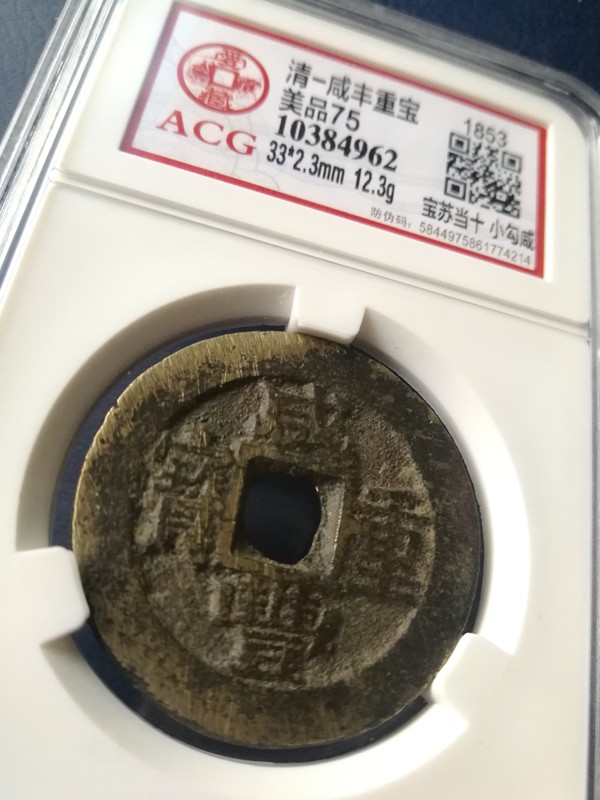 清-咸丰重宝
美品75
1853
ACG
10384962
33*2.3mm 12.3g
宝苏当十 小勾咸
防伪码：5844975861774214
咸
重
寶
豐